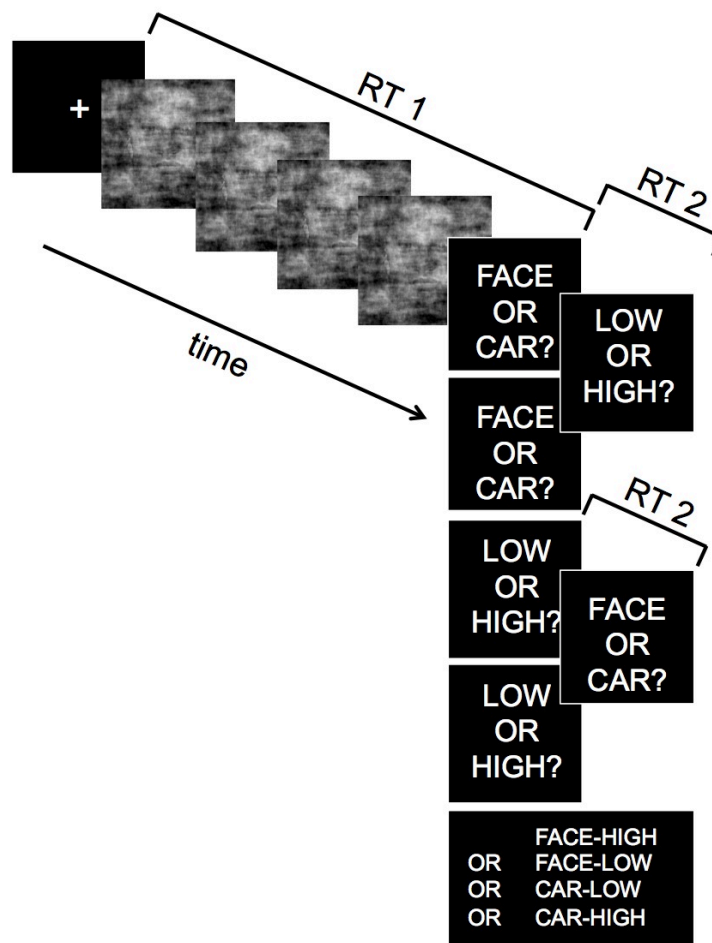 RT 1
RT 2
+
time
FACE
OR
CAR?
LOW
OR
HIGH?
FACE
OR
CAR?
RT 2
LOW
OR
HIGH?
FACE
OR
CAR?
LOW
OR
HIGH?
FACE-HIGH
OR FACE-LOW
OR CAR-LOW
OR CAR-HIGH